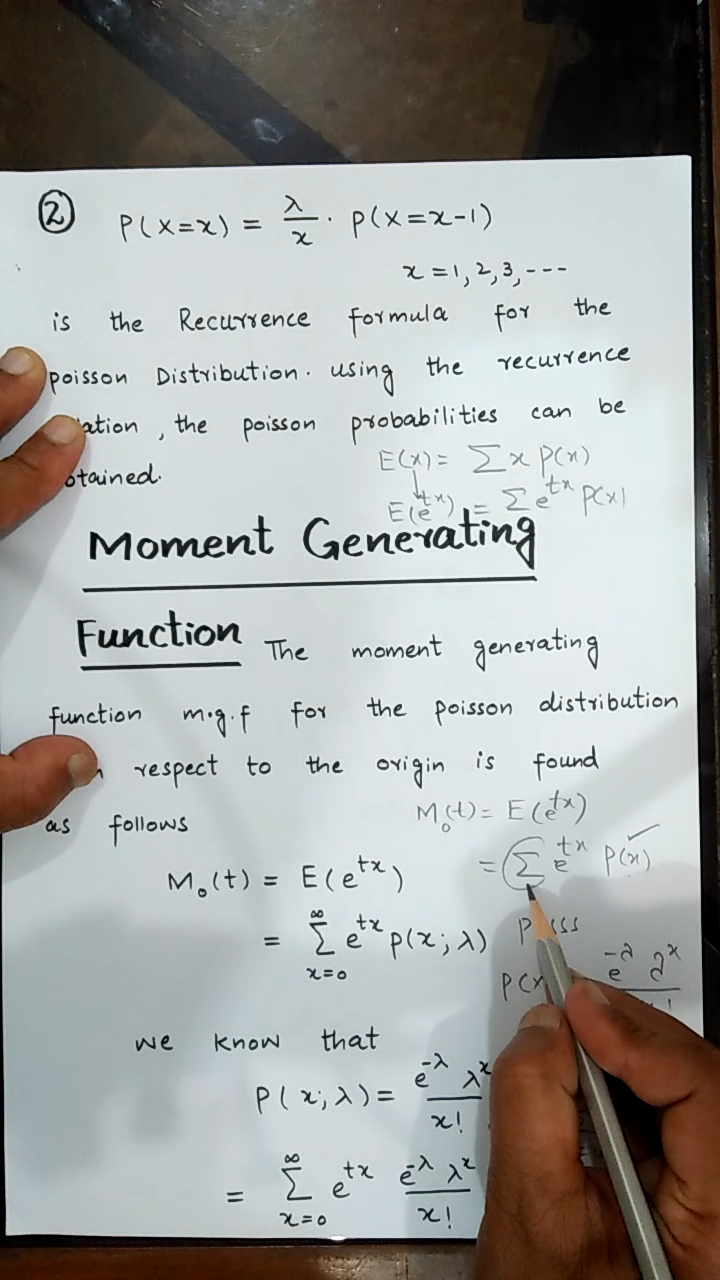 ② P(X=x) = λ/x · P(X=x-1)
x = 1, 2, 3, ---
is the Recurrence formula for the
poisson Distribution. using the recurrence
ation, the poisson probabilities can be
otained.
E(x) = Σ x P(x)
E(e^tx) = Σ e^tx P(x)
Moment Generating
Function The moment generating
function m.g.f for the poisson distribution
respect to the origin is found
as follows
M₀(t) = E(e^tx)
= Σ e^tx P(x)
M₀(t) = E(e^tx)
= Σ_{x=0}^∞ e^tx p(x; λ)
P(x
e^-λ λ^x
we know that
P(x; λ) = e^-λ λ^x / x!
= Σ_{x=0}^∞ e^tx e^-λ λ^x / x!